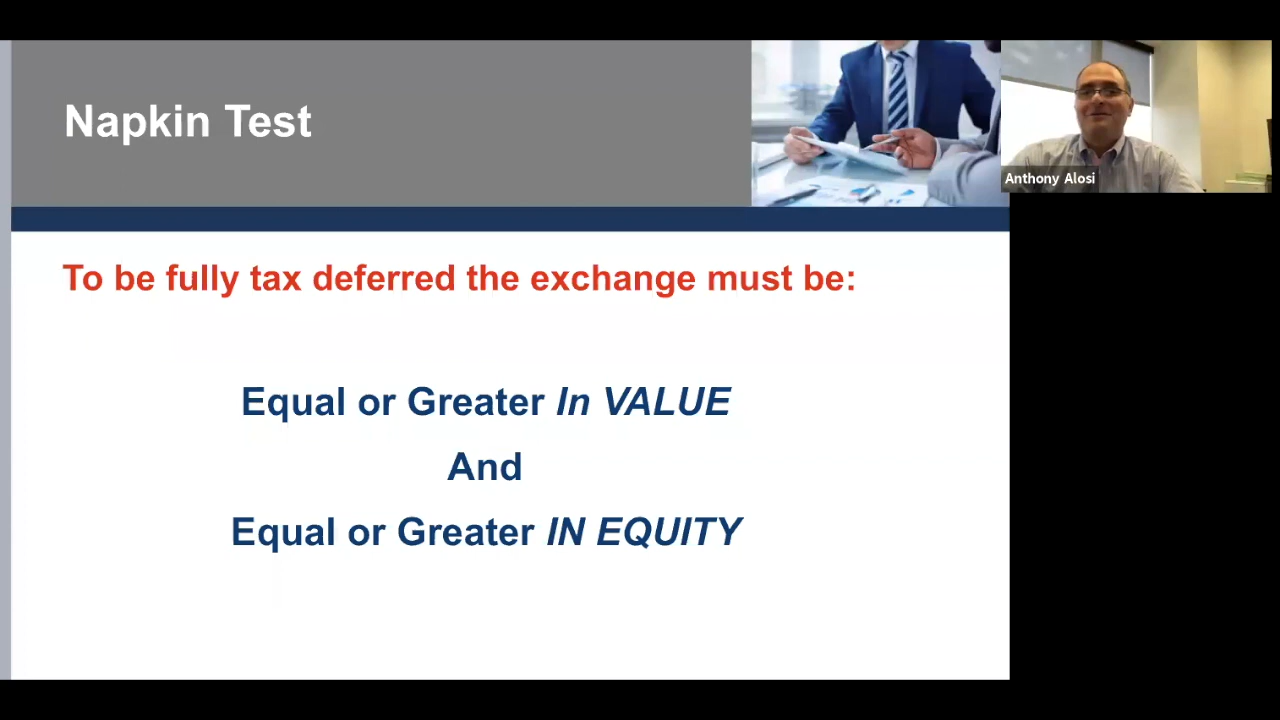 Napkin Test
Anthony Alosi
To be fully tax deferred the exchange must be:
Equal or Greater In VALUE
And
Equal or Greater IN EQUITY